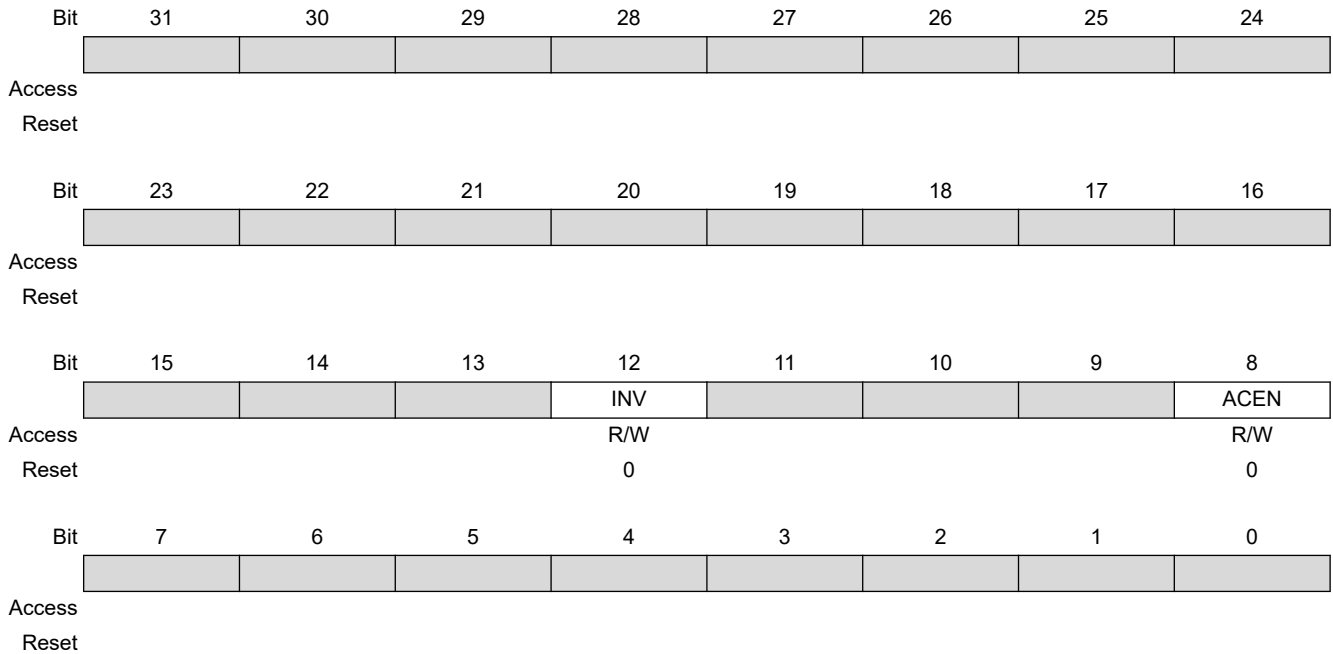 Bit 31 30 29 28 27 26 25 24
Access
Reset
Bit 23 22 21 20 19 18 17 16
Access
Reset
Bit 15 14 13 12 11 10 9 8
INV ACEN
Access R/W R/W
Reset 0 0
Bit 7 6 5 4 3 2 1 0
Access
Reset